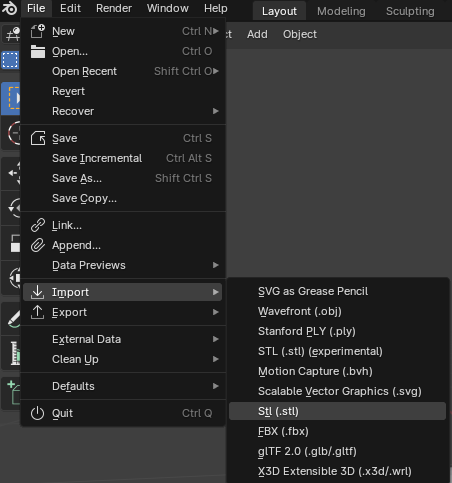 File Edit Render Window Help Layout Modeling Sculpting
Add Object
New Ctrl N
Open... Ctrl O
Open Recent Shift Ctrl O
Revert
Recover
Save Ctrl S
Save Incremental Ctrl Alt S
Save As... Shift Ctrl S
Save Copy...
Link...
Append...
Data Previews
Import
Export
External Data
Clean Up
Defaults
Quit Ctrl Q
SVG as Grease Pencil
Wavefront (.obj)
Stanford PLY (.ply)
STL (.stl) (experimental)
Motion Capture (.bvh)
Scalable Vector Graphics (.svg)
Stl (.stl)
FBX (.fbx)
glTF 2.0 (.glb/.gltf)
X3D Extensible 3D (.x3d/.wrl)